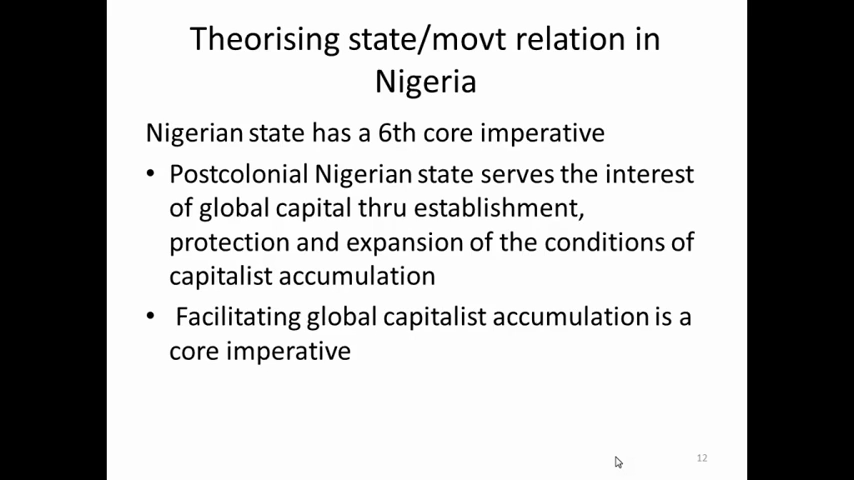 Theorising state/movt relation in
Nigeria
Nigerian state has a 6th core imperative
• Postcolonial Nigerian state serves the interest
of global capital thru establishment,
protection and expansion of the conditions of
capitalist accumulation
• Facilitating global capitalist accumulation is a
core imperative
12